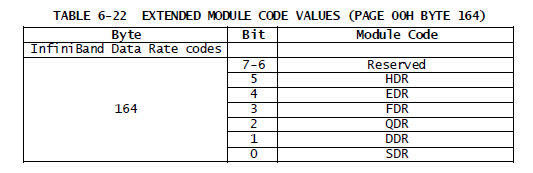 TABLE 6-22 EXTENDED MODULE CODE VALUES (PAGE 00H BYTE 164)
Byte Bit Module Code
InfiniBand Data Rate codes
164
7-6 Reserved
5 HDR
4 EDR
3 FDR
2 QDR
1 DDR
0 SDR